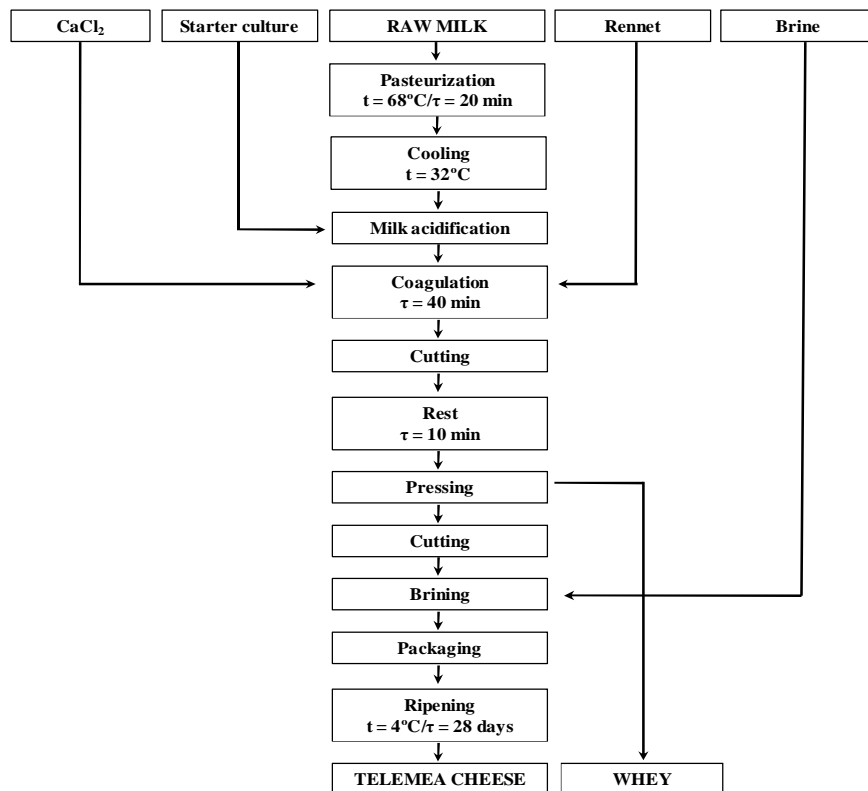 CaCl₂
Starter culture
RAW MILK
Rennet
Brine
Pasteurization
t = 68ºC/τ = 20 min
Cooling
t = 32ºC
Milk acidification
Coagulation
τ = 40 min
Cutting
Rest
τ = 10 min
Pressing
Cutting
Brining
Packaging
Ripening
t = 4ºC/τ = 28 days
TELEMEA CHEESE
WHEY